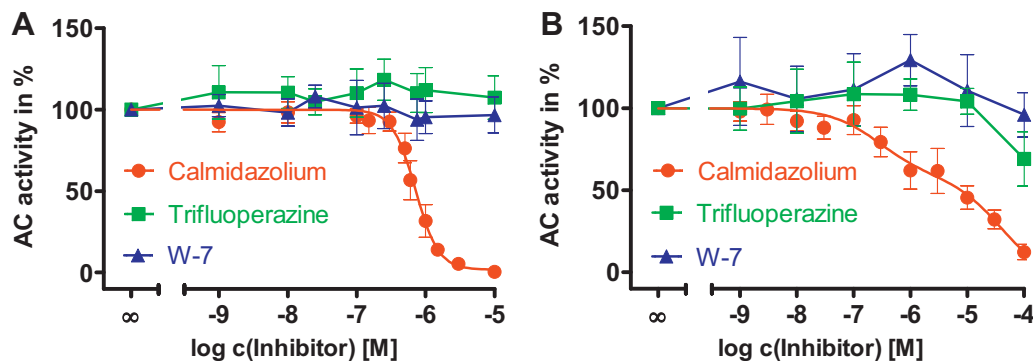 A
AC activity in %
150
100
50
0
Calmidazolium
Trifluoperazine
W-7
∞ -9 -8 -7 -6 -5
log c(Inhibitor) [M]
B
AC activity in %
150
100
50
0
Calmidazolium
Trifluoperazine
W-7
∞ -9 -8 -7 -6 -5 -4
log c(Inhibitor) [M]